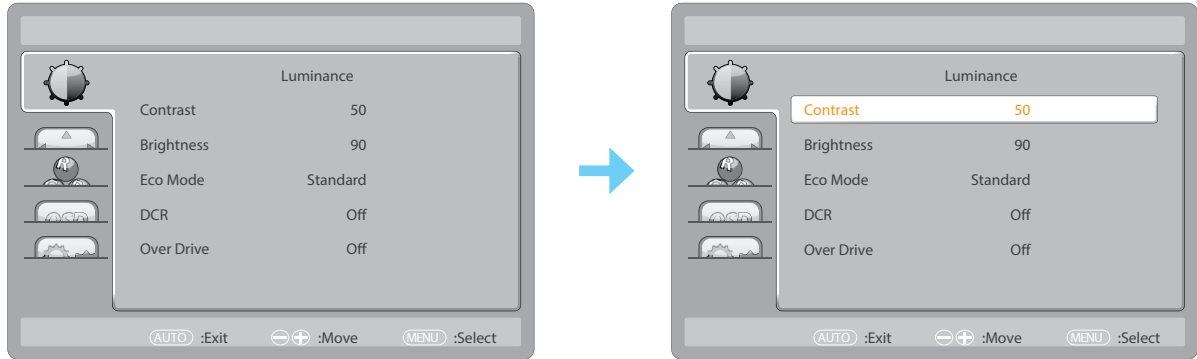 Luminance
Contrast 50
Brightness 90
Eco Mode Standard
DCR Off
Over Drive Off
AUTO :Exit :Move MENU :Select
Luminance
Contrast 50
Brightness 90
Eco Mode Standard
DCR Off
Over Drive Off
AUTO :Exit :Move MENU :Select